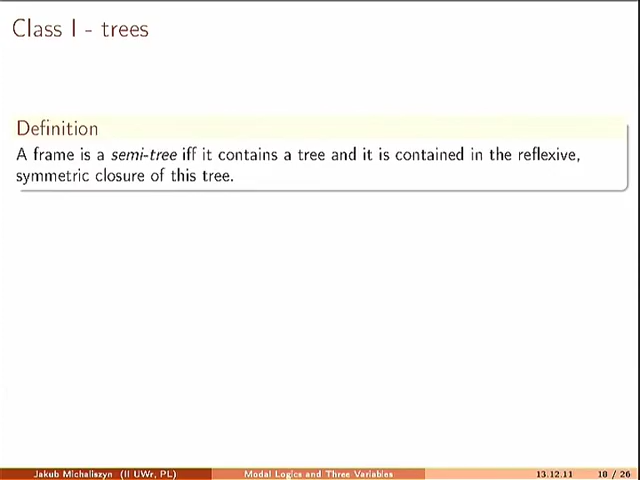 Class I - trees
Definition
A frame is a semi-tree iff it contains a tree and it is contained in the reflexive,
symmetric closure of this tree.
Jakub Michaliszyn (II UWr, PL) Modal Logics and Three Variables 13.12.11 18 / 26